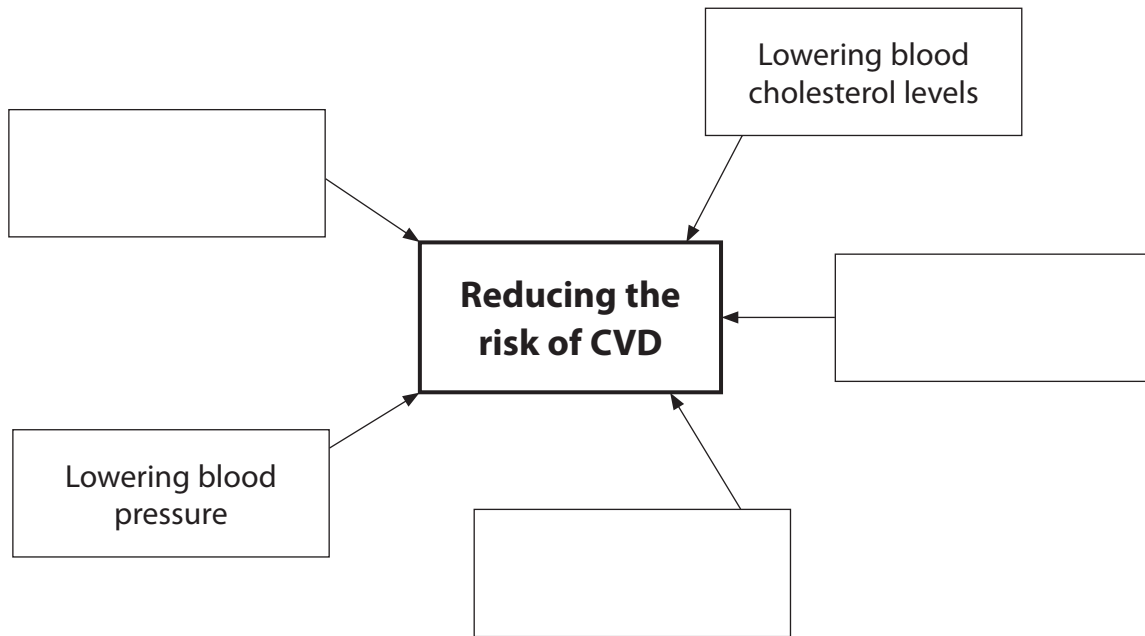 Lowering blood
cholesterol levels
Reducing the
risk of CVD
Lowering blood
pressure